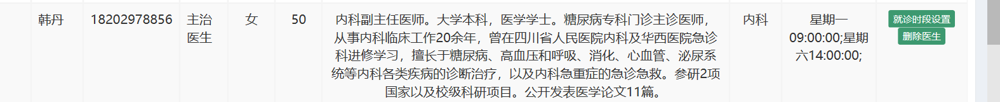 韩丹
18202978856
主治
医生
女
50
内科副主任医师。大学本科，医学学士。糖尿病专科门诊主诊医师，
从事内科临床工作20余年，曾在四川省人民医院内科及华西医院急诊
科进修学习，擅长于糖尿病、高血压和呼吸、消化、心血管、泌尿系
统等内科各类疾病的诊断治疗，以及内科急重症的急诊急救。参研2项
国家以及校级科研项目。公开发表医学论文11篇。
内科
星期一
09:00:00;星期
六14:00:00;
就诊时段设置
删除医生